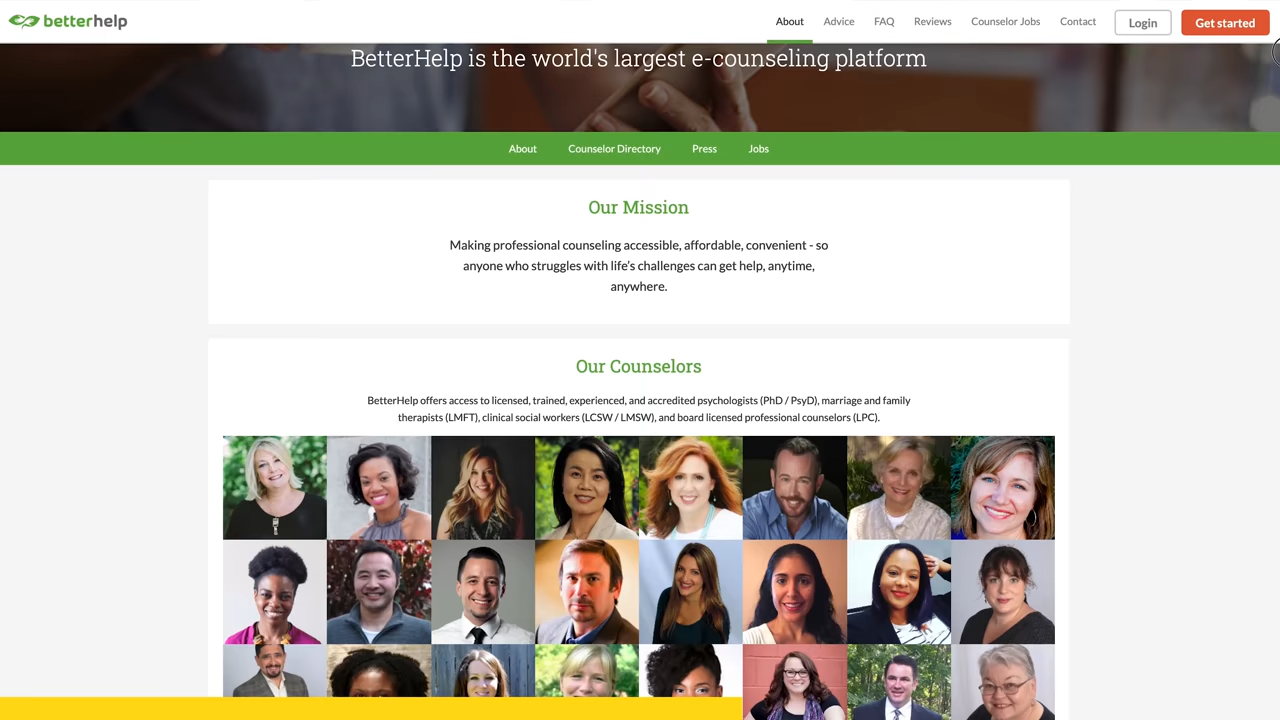 betterhelp
About Advice FAQ Reviews Counselor Jobs Contact Login Get started
BetterHelp is the world's largest e-counseling platform
About Counselor Directory Press Jobs
Our Mission
Making professional counseling accessible, affordable, convenient - so
anyone who struggles with life's challenges can get help, anytime,
anywhere.
Our Counselors
BetterHelp offers access to licensed, trained, experienced, and accredited psychologists (PhD / PsyD), marriage and family
therapists (LMFT), clinical social workers (LCSW / LMSW), and board licensed professional counselors (LPC).